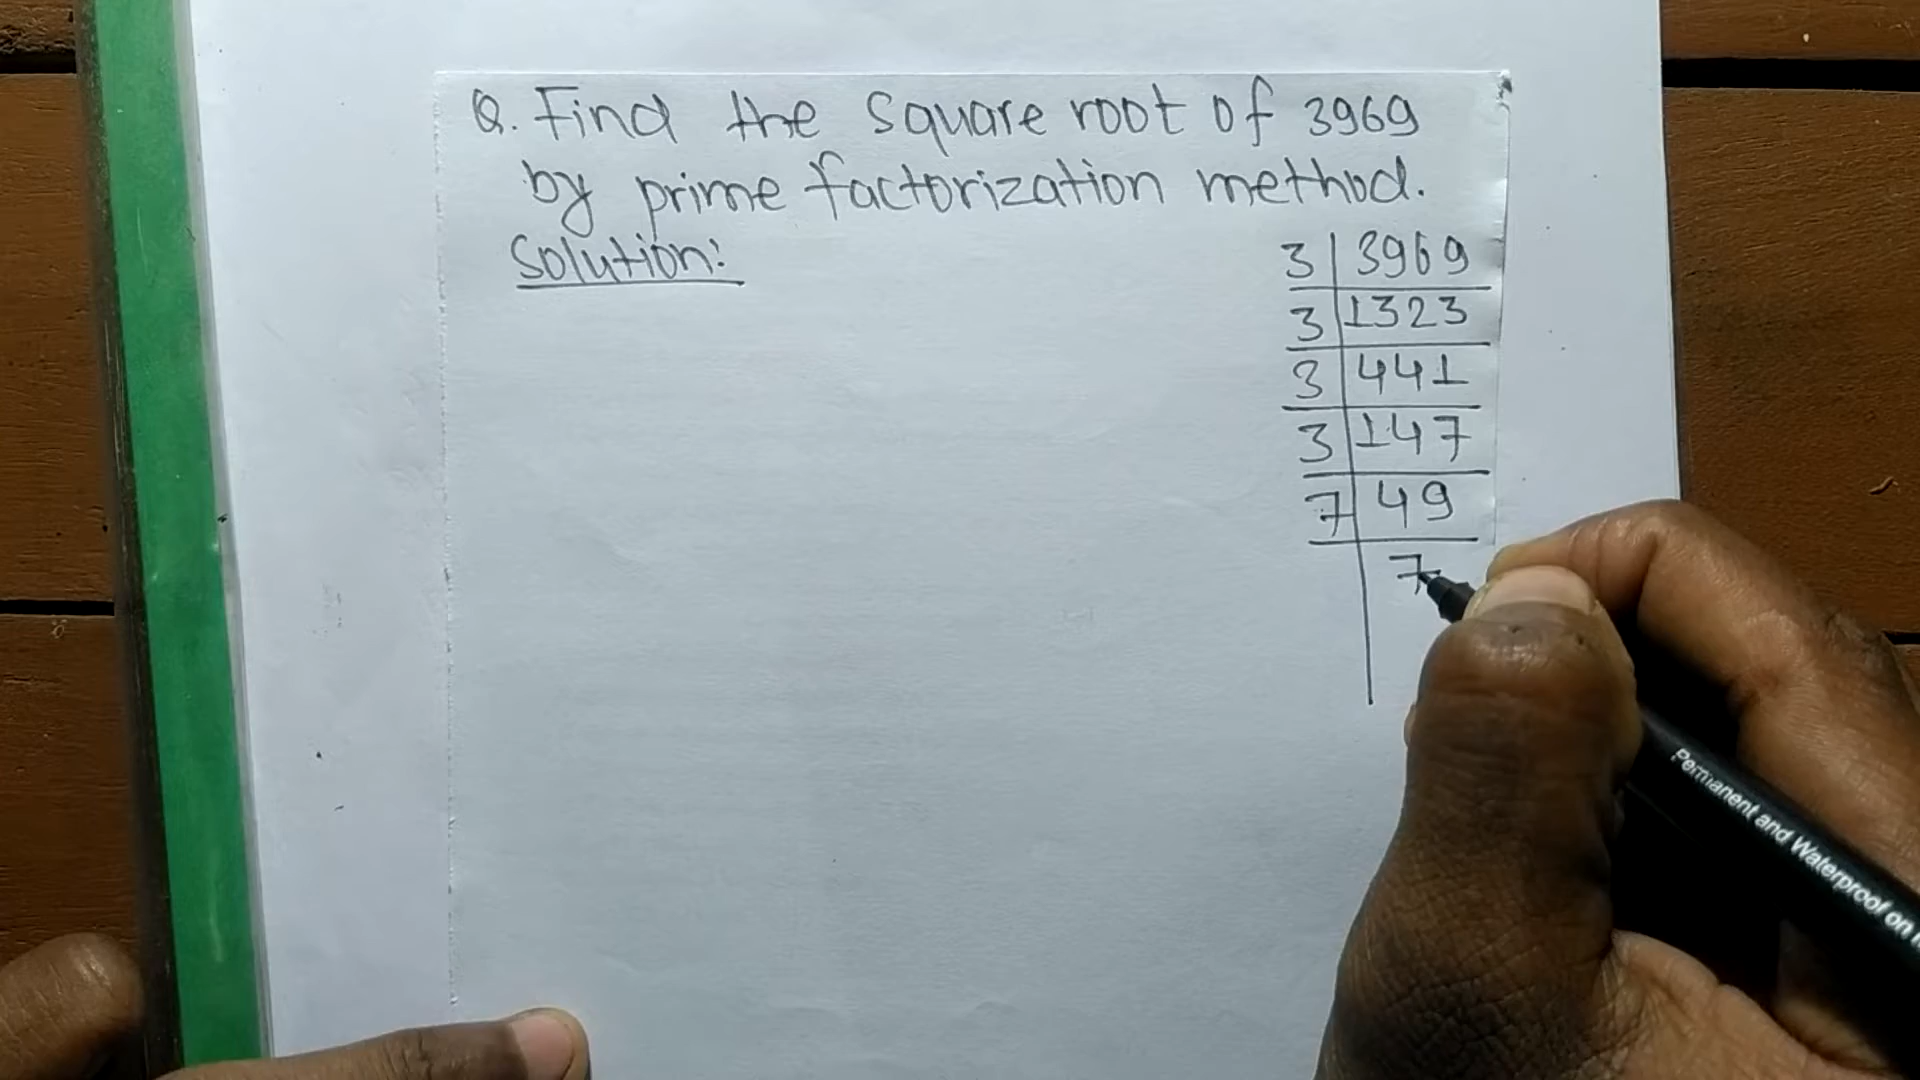 Q. Find the square root of 3969
by prime factorization method.
Solution:
3 | 3969
3 | 1323
3 | 441
3 | 147
7 | 49
7
Permanent and Waterproof on